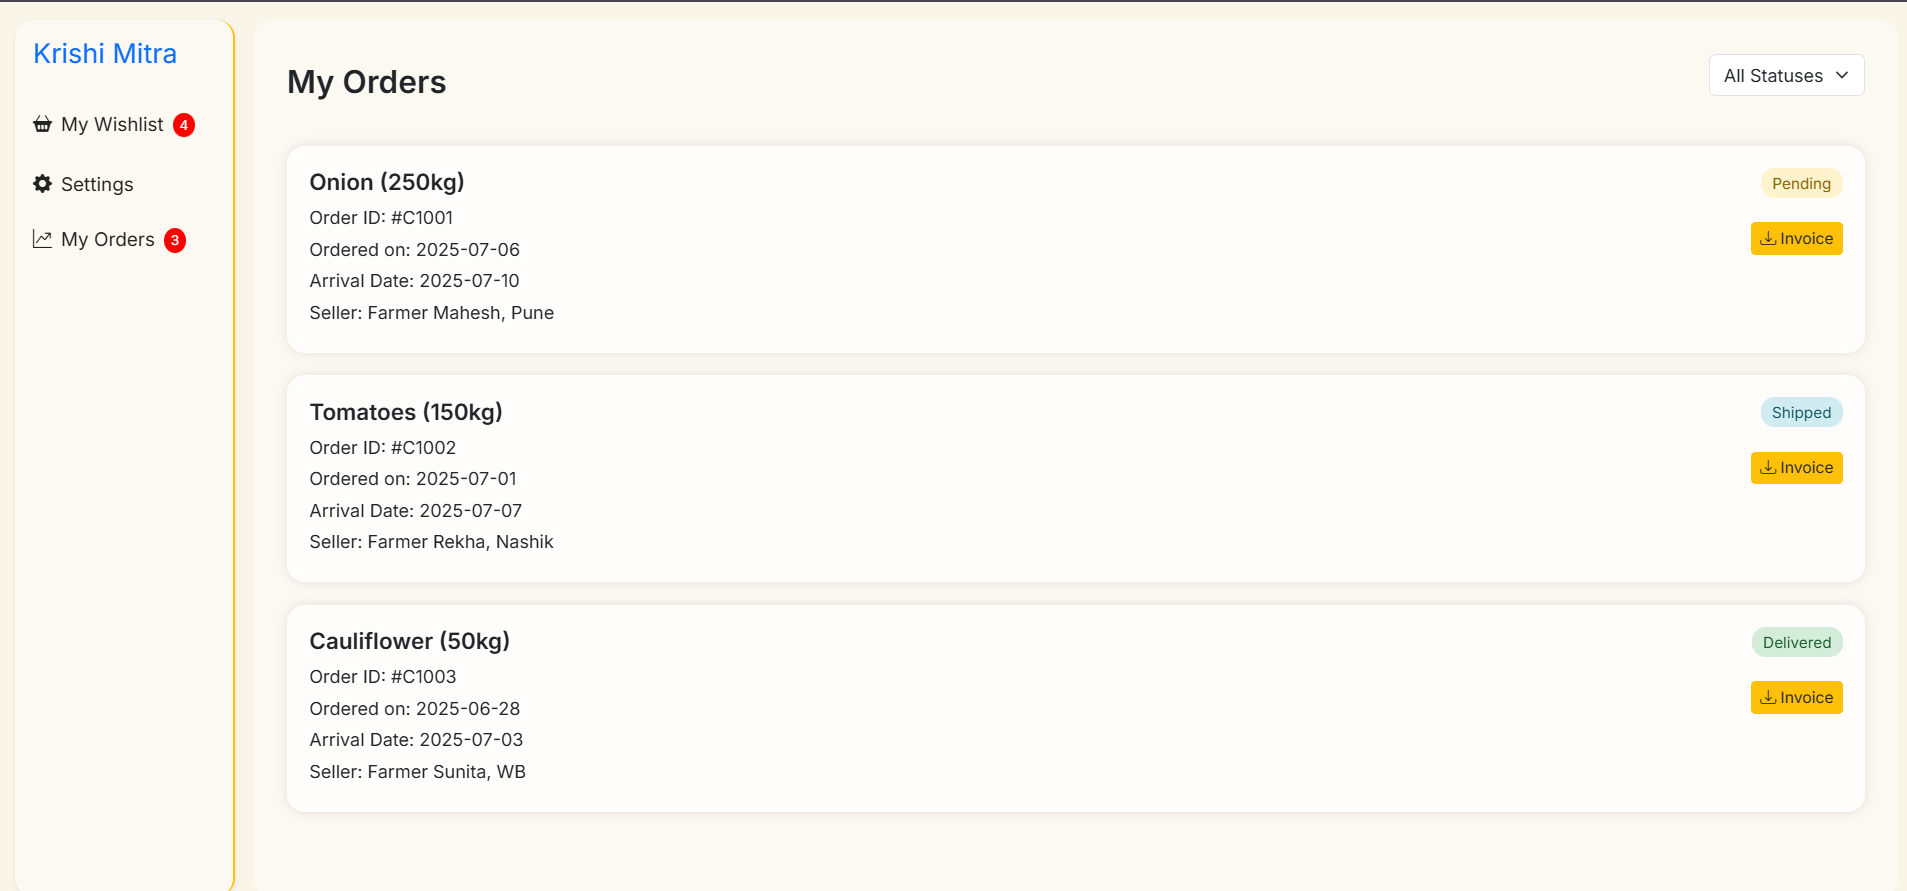 Krishi Mitra
My Wishlist 4
Settings
My Orders 3
My Orders
All Statuses
Onion (250kg)
Pending
Order ID: #C1001
Invoice
Ordered on: 2025-07-06
Arrival Date: 2025-07-10
Seller: Farmer Mahesh, Pune
Tomatoes (150kg)
Shipped
Order ID: #C1002
Invoice
Ordered on: 2025-07-01
Arrival Date: 2025-07-07
Seller: Farmer Rekha, Nashik
Cauliflower (50kg)
Delivered
Order ID: #C1003
Invoice
Ordered on: 2025-06-28
Arrival Date: 2025-07-03
Seller: Farmer Sunita, WB